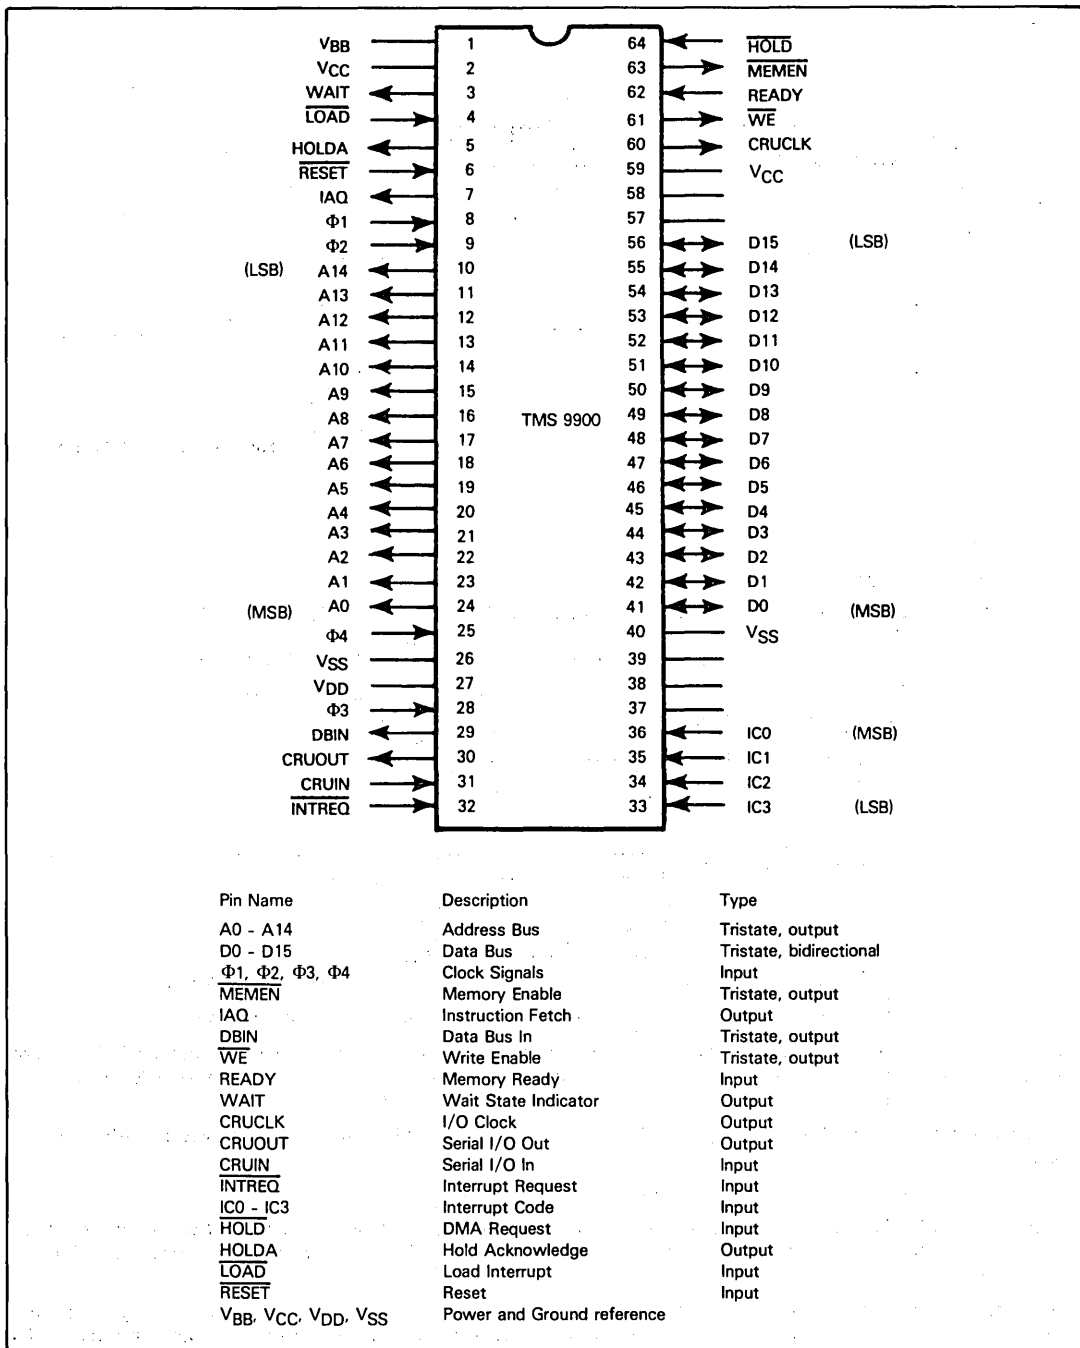 VBB 1 64 HOLD
VCC 2 63 MEMEN
WAIT 3 62 READY
LOAD 4 61 WE
HOLDA 5 60 CRUCLK
RESET 6 59 VCC
IAQ 7 58
Φ1 8 57
Φ2 9 56 D15 (LSB)
(LSB) A14 10 55 D14
A13 11 54 D13
A12 12 53 D12
A11 13 52 D11
A10 14 51 D10
A9 15 50 D9
A8 16 TMS 9900 49 D8
A7 17 48 D7
A6 18 47 D6
A5 19 46 D5
A4 20 45 D4
A3 21 44 D3
A2 22 43 D2
A1 23 42 D1
(MSB) A0 24 41 D0 (MSB)
Φ4 25 40 VSS
VSS 26 39
VDD 27 38
Φ3 28 37
DBIN 29 36 IC0 (MSB)
CRUOUT 30 35 IC1
CRUIN 31 34 IC2
INTREQ 32 33 IC3 (LSB)
Pin Name Description Type
A0 - A14 Address Bus Tristate, output
D0 - D15 Data Bus Tristate, bidirectional
Φ1, Φ2, Φ3, Φ4 Clock Signals Input
MEMEN Memory Enable Tristate, output
IAQ Instruction Fetch Output
DBIN Data Bus In Tristate, output
WE Write Enable Tristate, output
READY Memory Ready Input
WAIT Wait State Indicator Output
CRUCLK I/O Clock Output
CRUOUT Serial I/O Out Output
CRUIN Serial I/O In Input
INTREQ Interrupt Request Input
IC0 - IC3 Interrupt Code Input
HOLD DMA Request Input
HOLDA Hold Acknowledge Output
LOAD Load Interrupt Input
RESET Reset Input
VBB, VCC, VDD, VSS Power and Ground reference